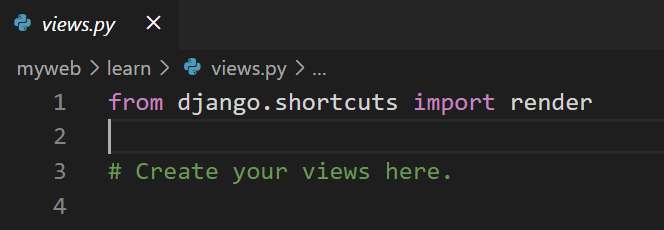 views.py ×
myweb > learn > views.py > ...
1 from django.shortcuts import render
2
3 # Create your views here.
4